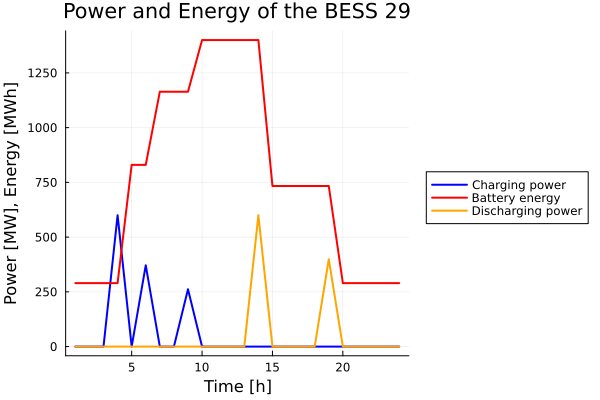 Power and Energy of the BESS 29
Power [MW], Energy [MWh]
1250
1000
750
500
250
0
5
10
15
20
Time [h]
Charging power
Battery energy
Discharging power